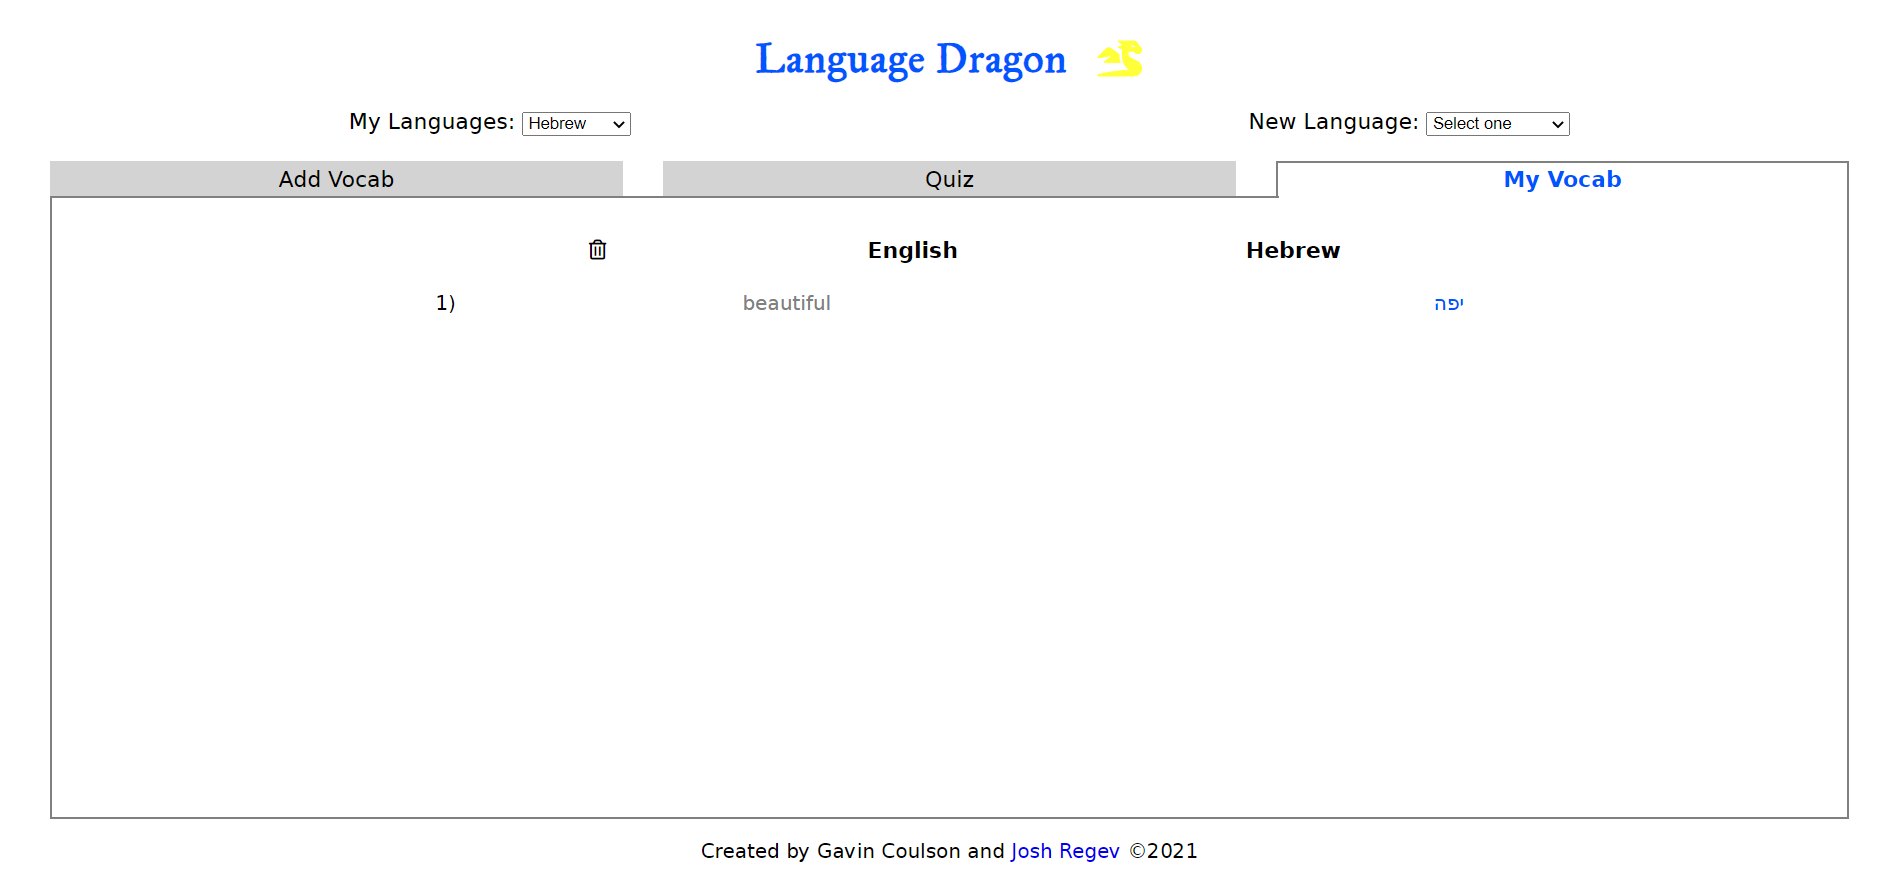 Language Dragon
My Languages: Hebrew New Language: Select one
Add Vocab Quiz My Vocab
English Hebrew
1) beautiful יפה
Created by Gavin Coulson and Josh Regev ©2021